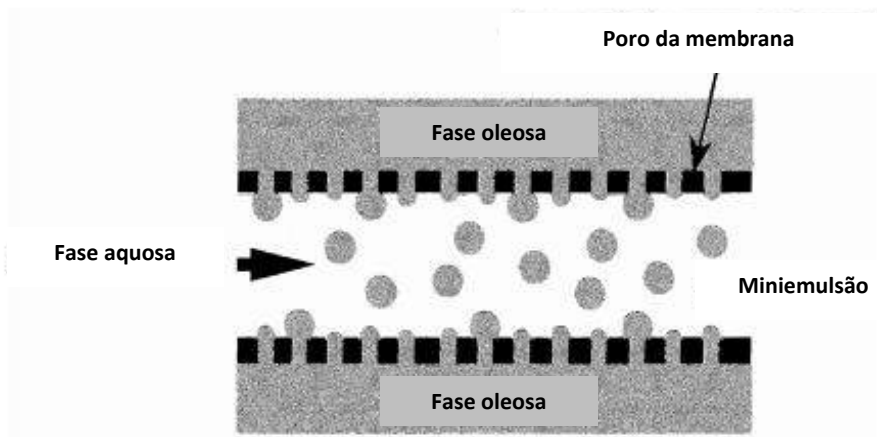 Poro da membrana
Fase oleosa
Fase aquosa
Miniemulsão
Fase oleosa